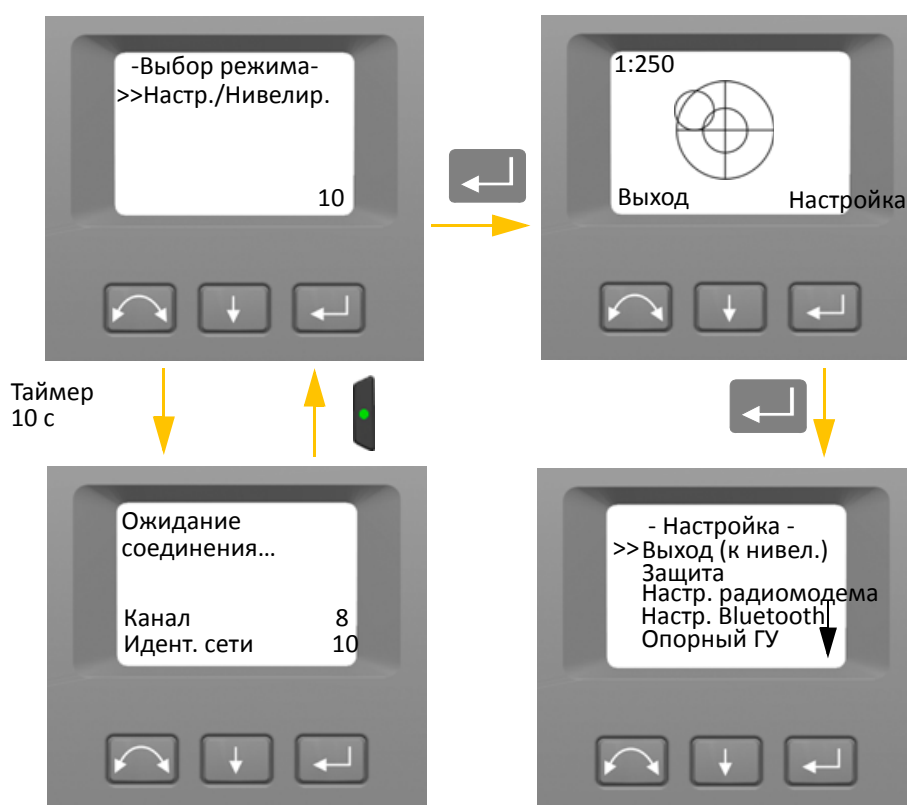 -Выбор режима-
>>Настр./Нивелир.
10
1:250
Выход
Настройка
Таймер
10 с
Ожидание
соединения...
Канал 8
Идент. сети 10
- Настройка -
>>Выход (к нивел.)
Защита
Настр. радиомодема
Настр. Bluetooth
Опорный ГУ